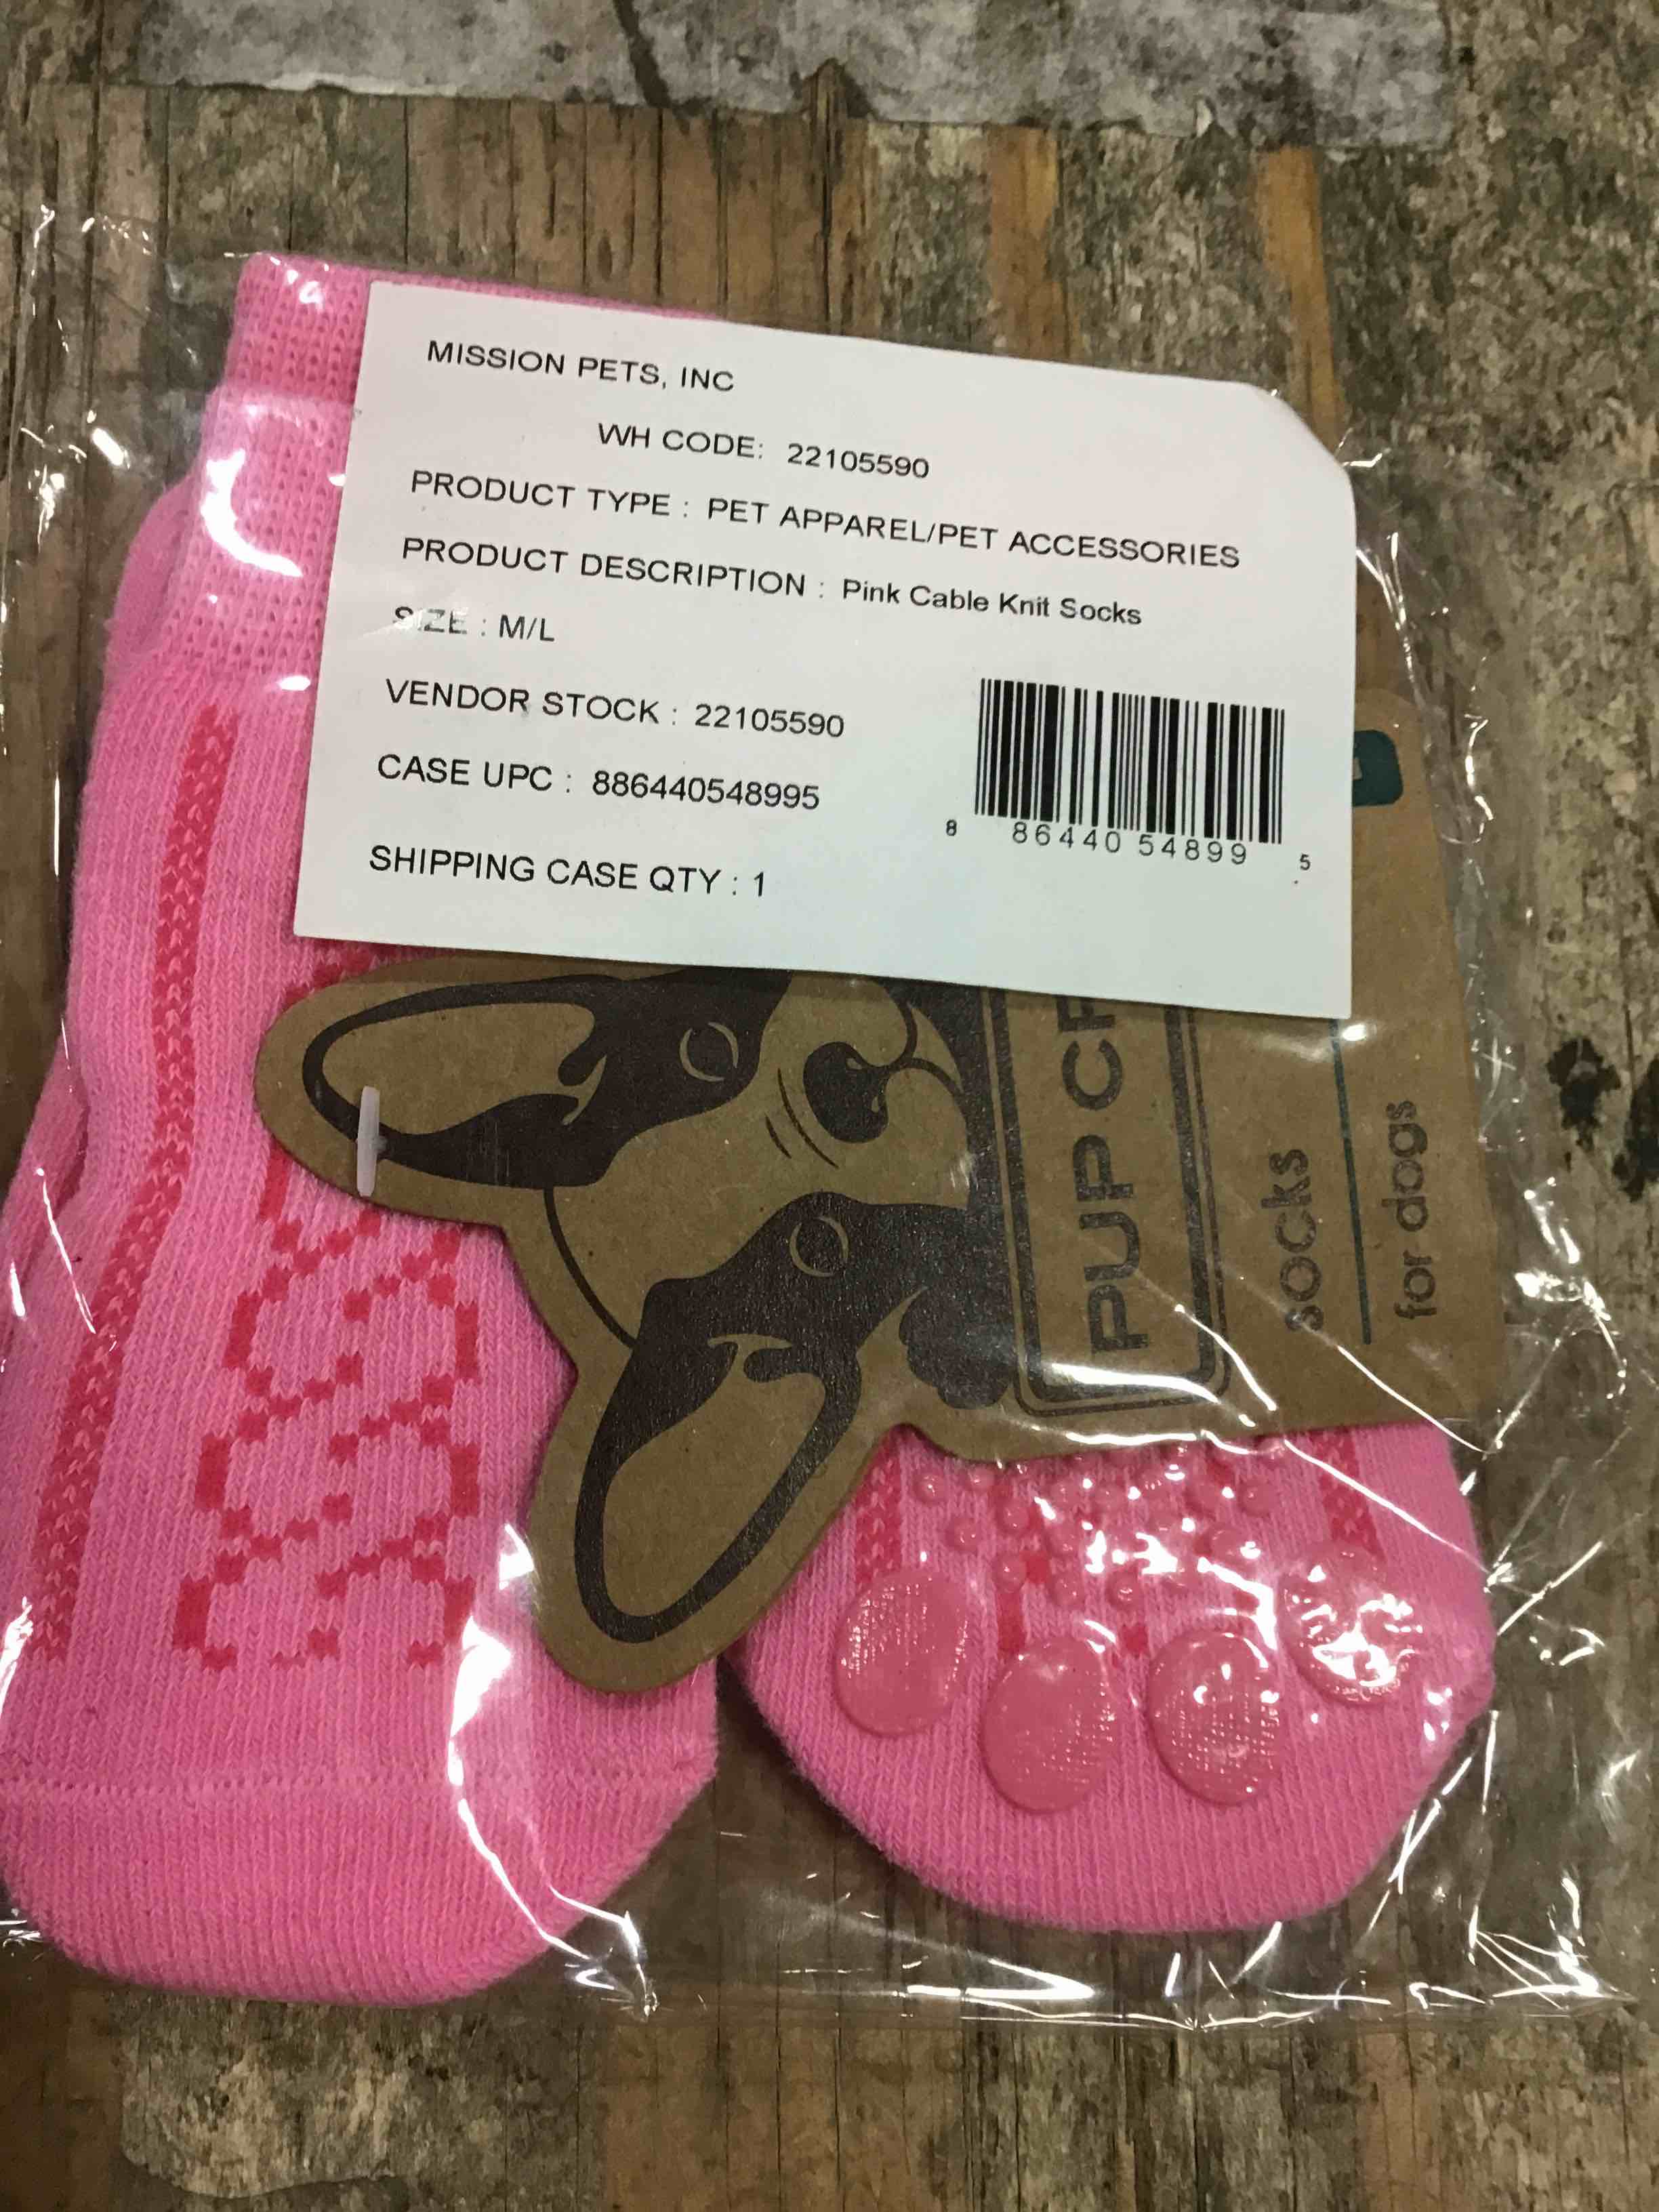 MISSION PETS, INC
WH CODE: 22105590
PRODUCT TYPE : PET APPAREL/PET ACCESSORIES
PRODUCT DESCRIPTION : Pink Cable Knit Socks
SIZE : M/L
VENDOR STOCK : 22105590
CASE UPC : 886440548995
SHIPPING CASE QTY : 1
8 86440 54899 5
PUP
socks
for dogs